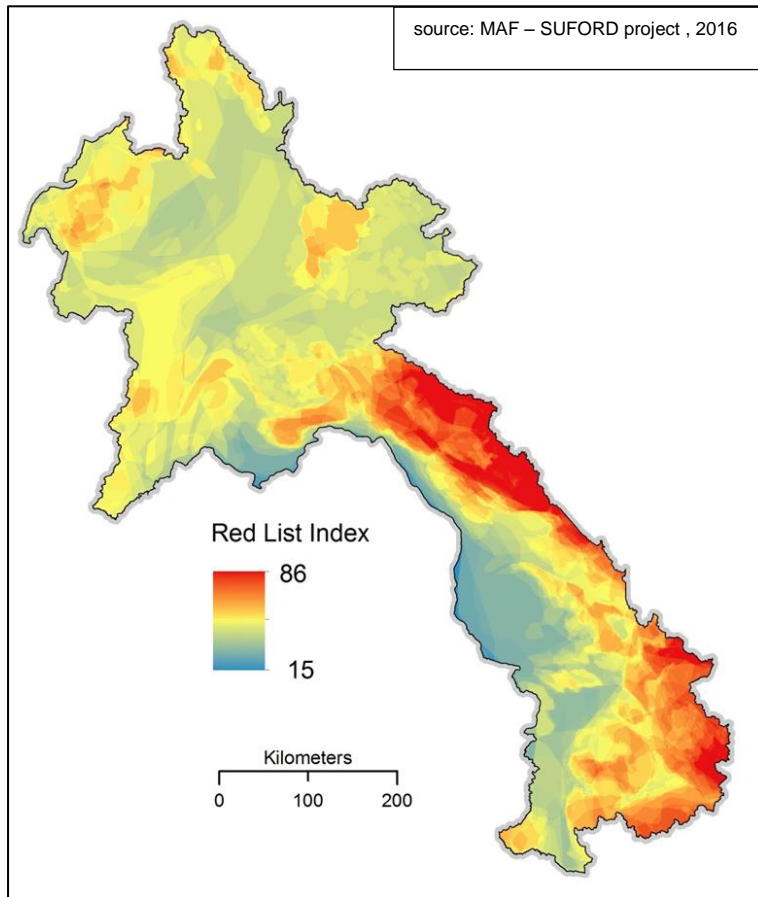 source: MAF – SUFORD project , 2016
Red List Index
86
15
Kilometers
0 100 200